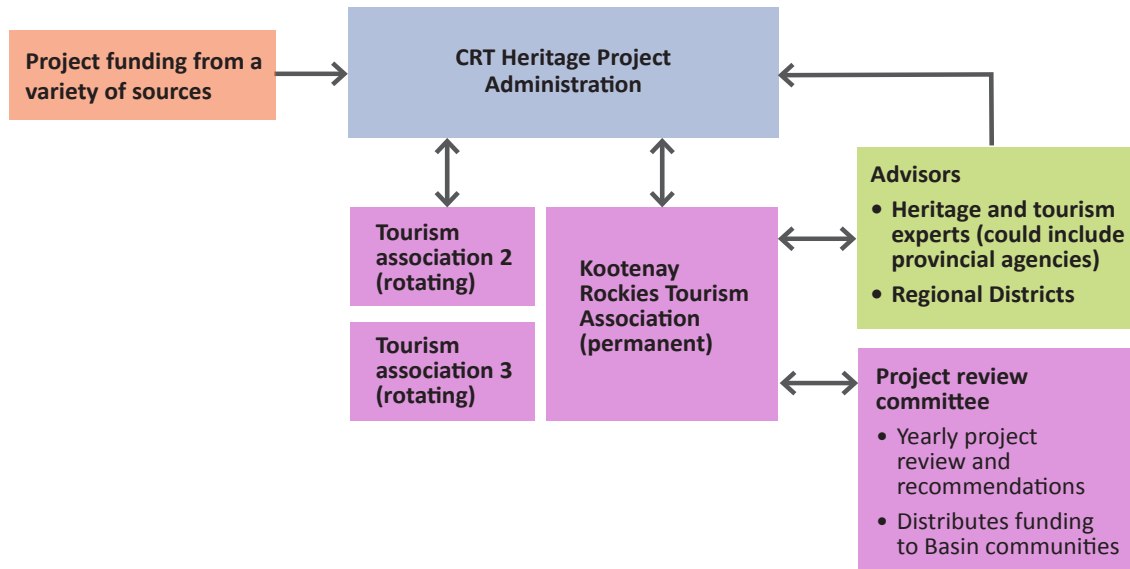 Project funding from a
variety of sources
CRT Heritage Project
Administration
Advisors
• Heritage and tourism
experts (could include
provincial agencies)
• Regional Districts
Tourism
association 2
(rotating)
Kootenay
Rockies Tourism
Association
(permanent)
Tourism
association 3
(rotating)
Project review
committee
• Yearly project
review and
recommendations
• Distributes funding
to Basin communities